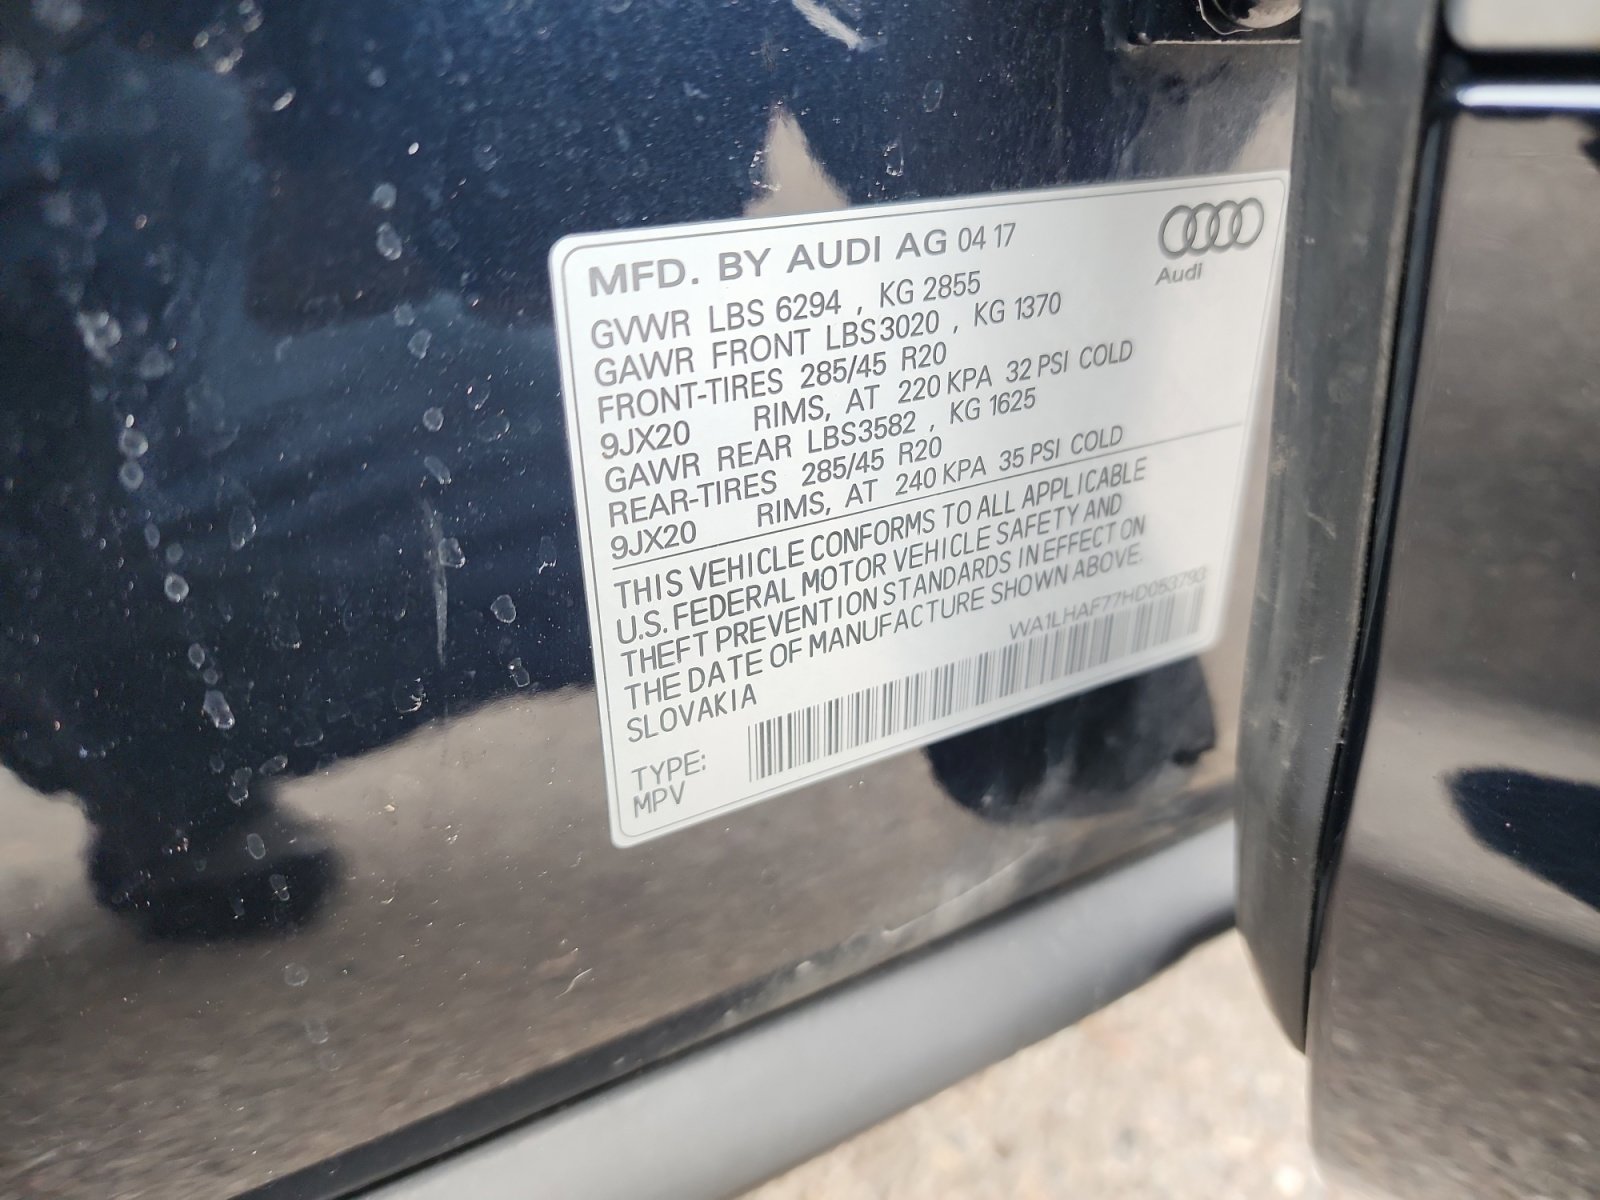 MFD. BY AUDI AG 04 17
Audi
GVWR LBS 6294 , KG 2855
GAWR FRONT LBS3020 , KG 1370
FRONT-TIRES 285/45 R20
9JX20 RIMS, AT 220 KPA 32 PSI COLD
GAWR REAR LBS3582 , KG 1625
REAR-TIRES 285/45 R20
9JX20 RIMS, AT 240 KPA 35 PSI COLD
THIS VEHICLE CONFORMS TO ALL APPLICABLE
U.S. FEDERAL MOTOR VEHICLE SAFETY AND
THEFT PREVENTION STANDARDS IN EFFECT ON
THE DATE OF MANUFACTURE SHOWN ABOVE.
SLOVAKIA
WA1LHAF77HD053793
TYPE:
MPV